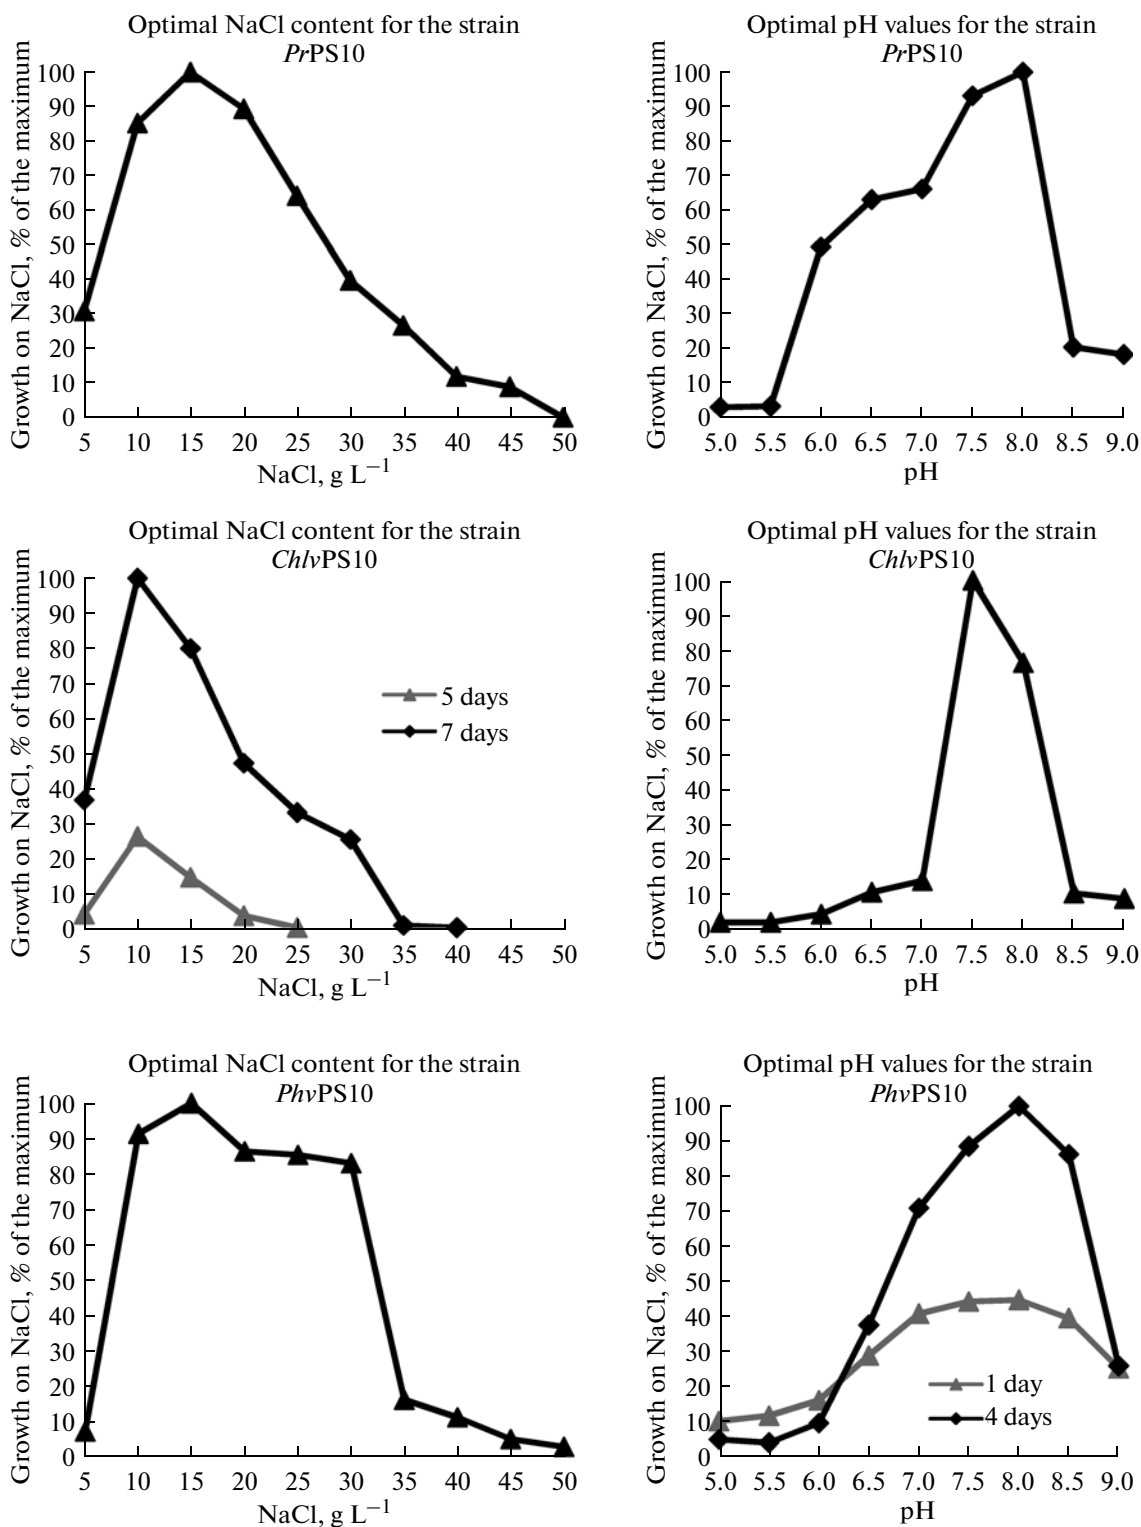 Optimal NaCl content for the strain
PrPS10
Growth on NaCl, % of the maximum
100
90
80
70
60
50
40
30
20
10
0
5 10 15 20 25 30 35 40 45 50
NaCl, g L−1
Optimal pH values for the strain
PrPS10
Growth on NaCl, % of the maximum
100
90
80
70
60
50
40
30
20
10
0
5.0 5.5 6.0 6.5 7.0 7.5 8.0 8.5 9.0
pH
Optimal NaCl content for the strain
ChlvPS10
Growth on NaCl, % of the maximum
100
90
80
70
60
50
40
30
20
10
0
5 days
7 days
5 10 15 20 25 30 35 40 45 50
NaCl, g L−1
Optimal pH values for the strain
ChlvPS10
Growth on NaCl, % of the maximum
100
90
80
70
60
50
40
30
20
10
0
5.0 5.5 6.0 6.5 7.0 7.5 8.0 8.5 9.0
pH
Optimal NaCl content for the strain
PhvPS10
Growth on NaCl, % of the maximum
100
90
80
70
60
50
40
30
20
10
0
5 10 15 20 25 30 35 40 45 50
NaCl, g L−1
Optimal pH values for the strain
PhvPS10
Growth on NaCl, % of the maximum
100
90
80
70
60
50
40
30
20
10
0
1 day
4 days
5.0 5.5 6.0 6.5 7.0 7.5 8.0 8.5 9.0
pH